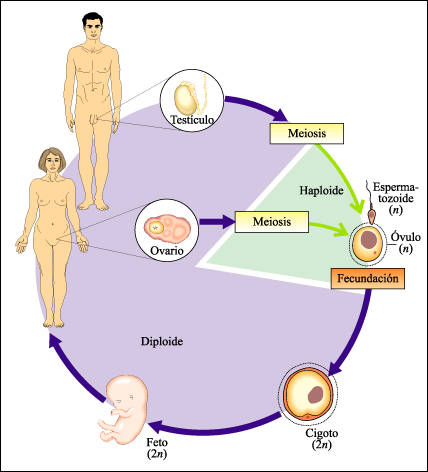 Testículo
Meiosis
Haploide
Esperma-
tozoide
(n)
Ovario
Meiosis
Óvulo
(n)
Fecundación
Diploide
Cigoto
(2n)
Feto
(2n)